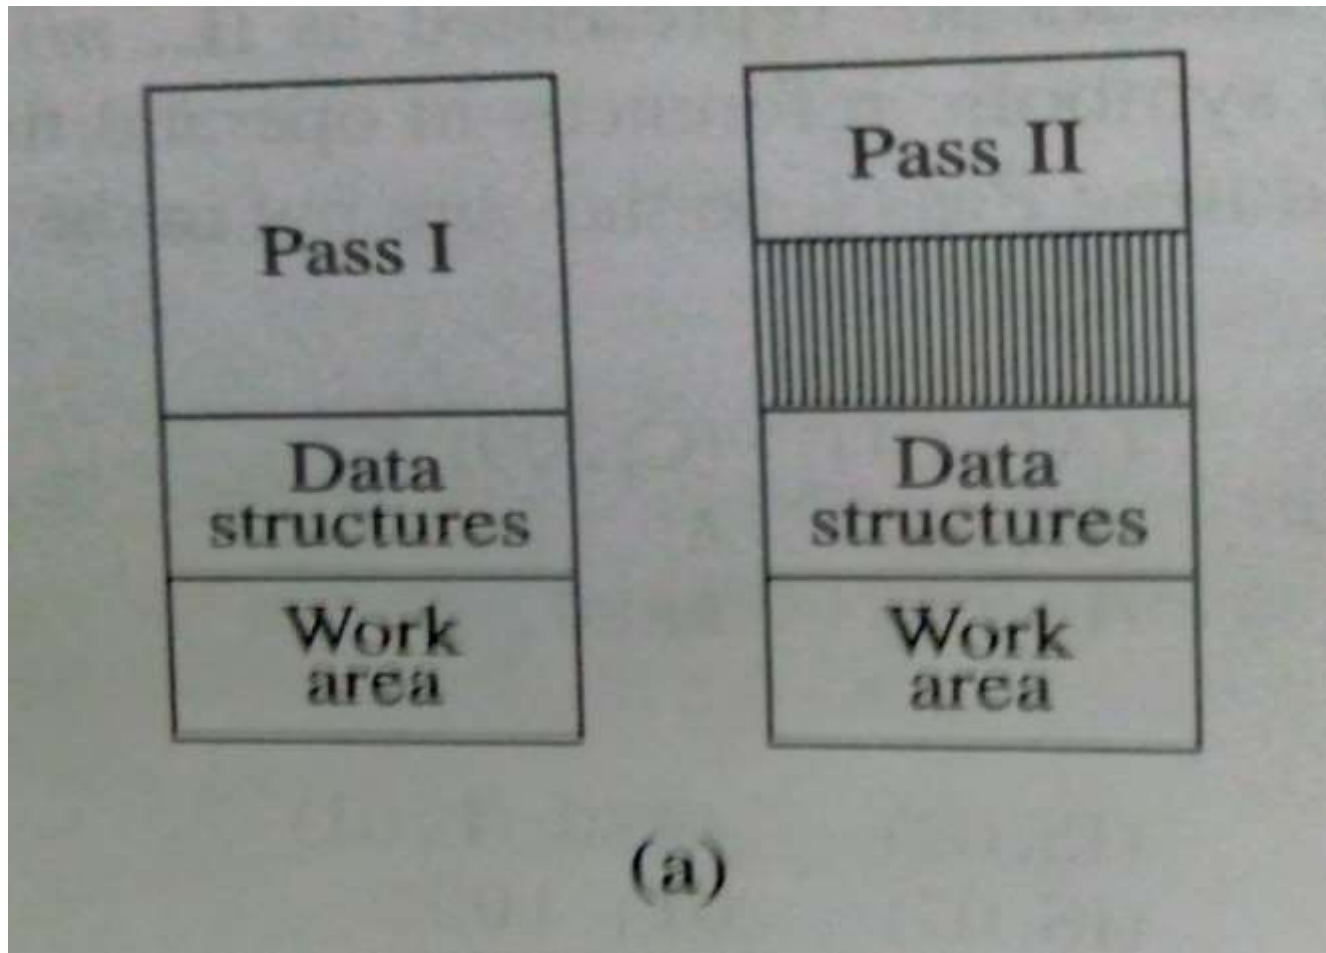 Pass I
Data
structures
Work
area
Pass II
Data
structures
Work
area
(a)